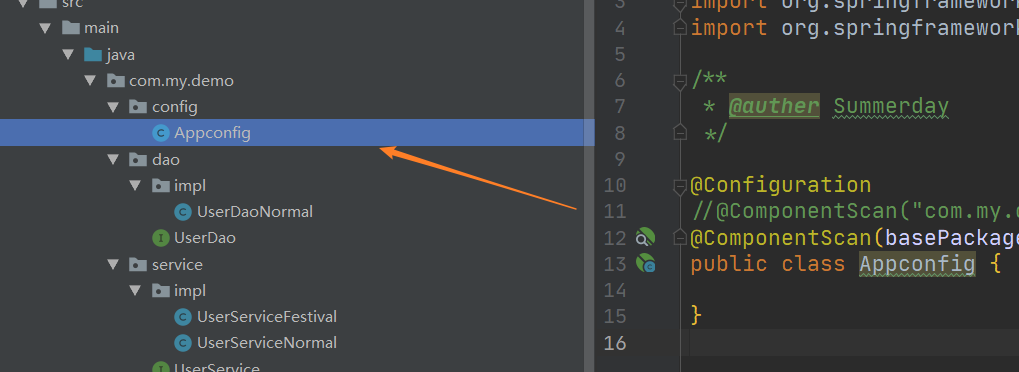 src
main
java
com.my.demo
config
Appconfig
dao
impl
UserDaoNormal
UserDao
service
impl
UserServiceFestival
UserServiceNormal
UserService
3 import org.springframework
4 import org.springframework
5
6 /**
7 * @auther Summerday
8 */
9
10 @Configuration
11 //@ComponentScan("com.my.
12 @ComponentScan(basePackage
13 public class Appconfig {
14
15 }
16